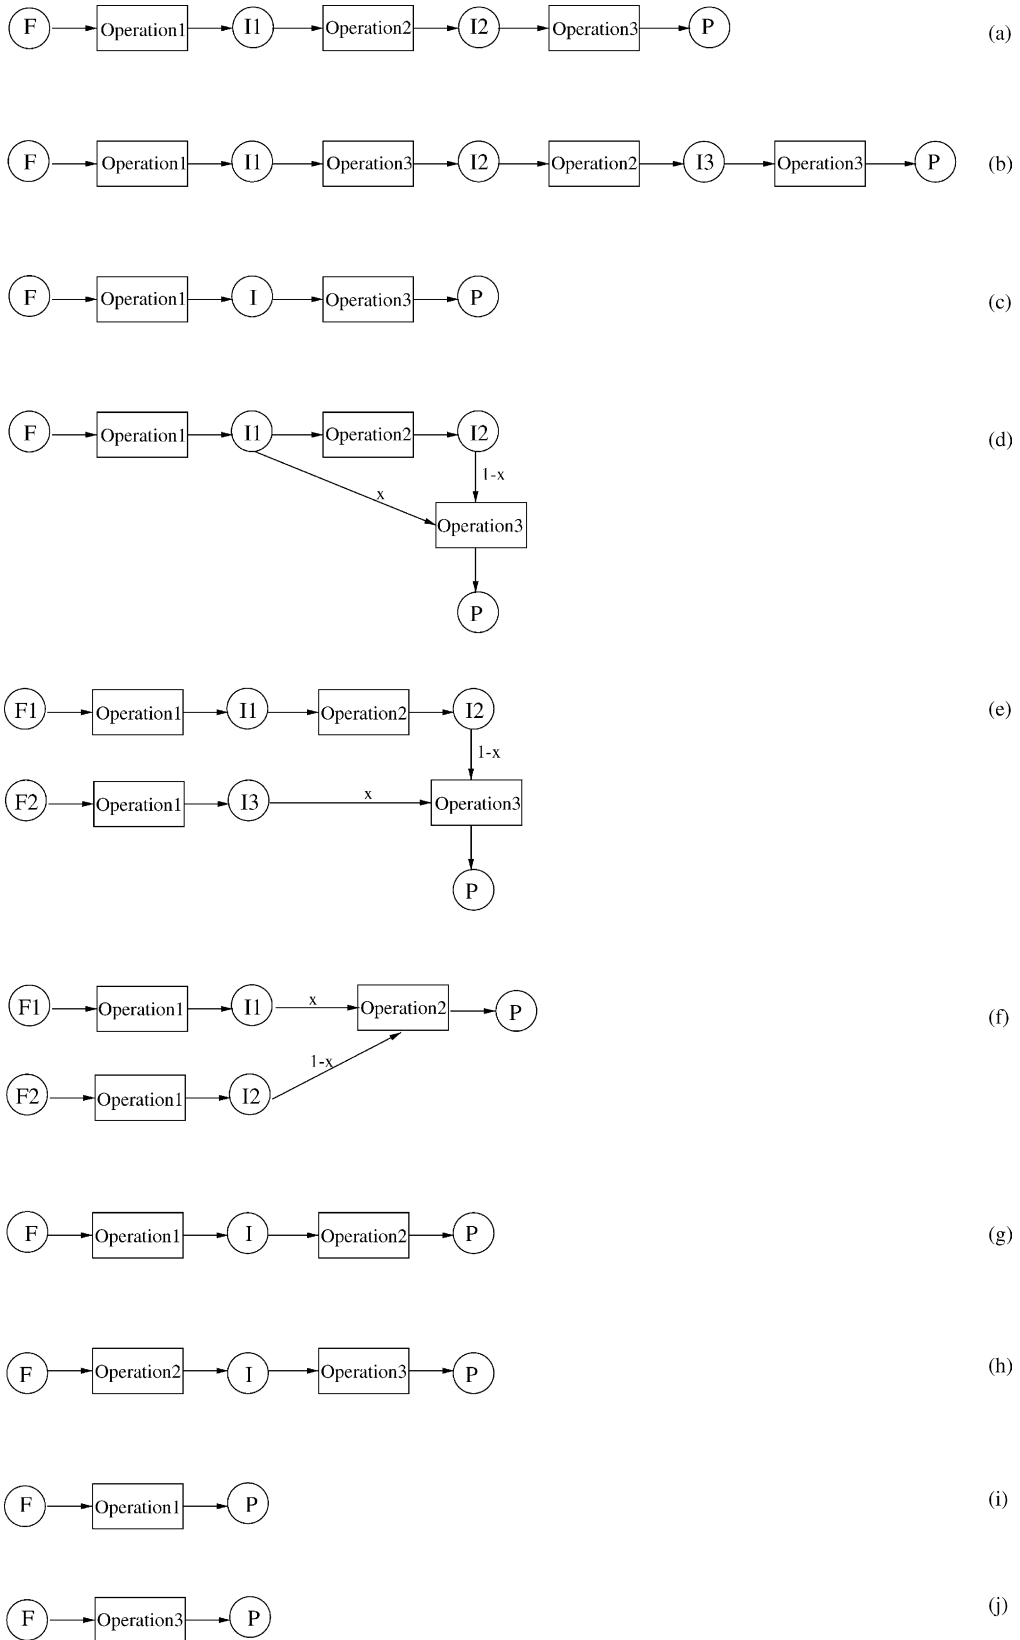 F Operation1 I1 Operation2 I2 Operation3 P (a)
F Operation1 I1 Operation3 I2 Operation2 I3 Operation3 P (b)
F Operation1 I Operation3 P (c)
F Operation1 I1 Operation2 I2 (d)
1-x
x
Operation3
P
F1 Operation1 I1 Operation2 I2 (e)
1-x
F2 Operation1 I3 x Operation3
P
F1 Operation1 I1 x Operation2 P (f)
1-x
F2 Operation1 I2
F Operation1 I Operation2 P (g)
F Operation2 I Operation3 P (h)
F Operation1 P (i)
F Operation3 P (j)